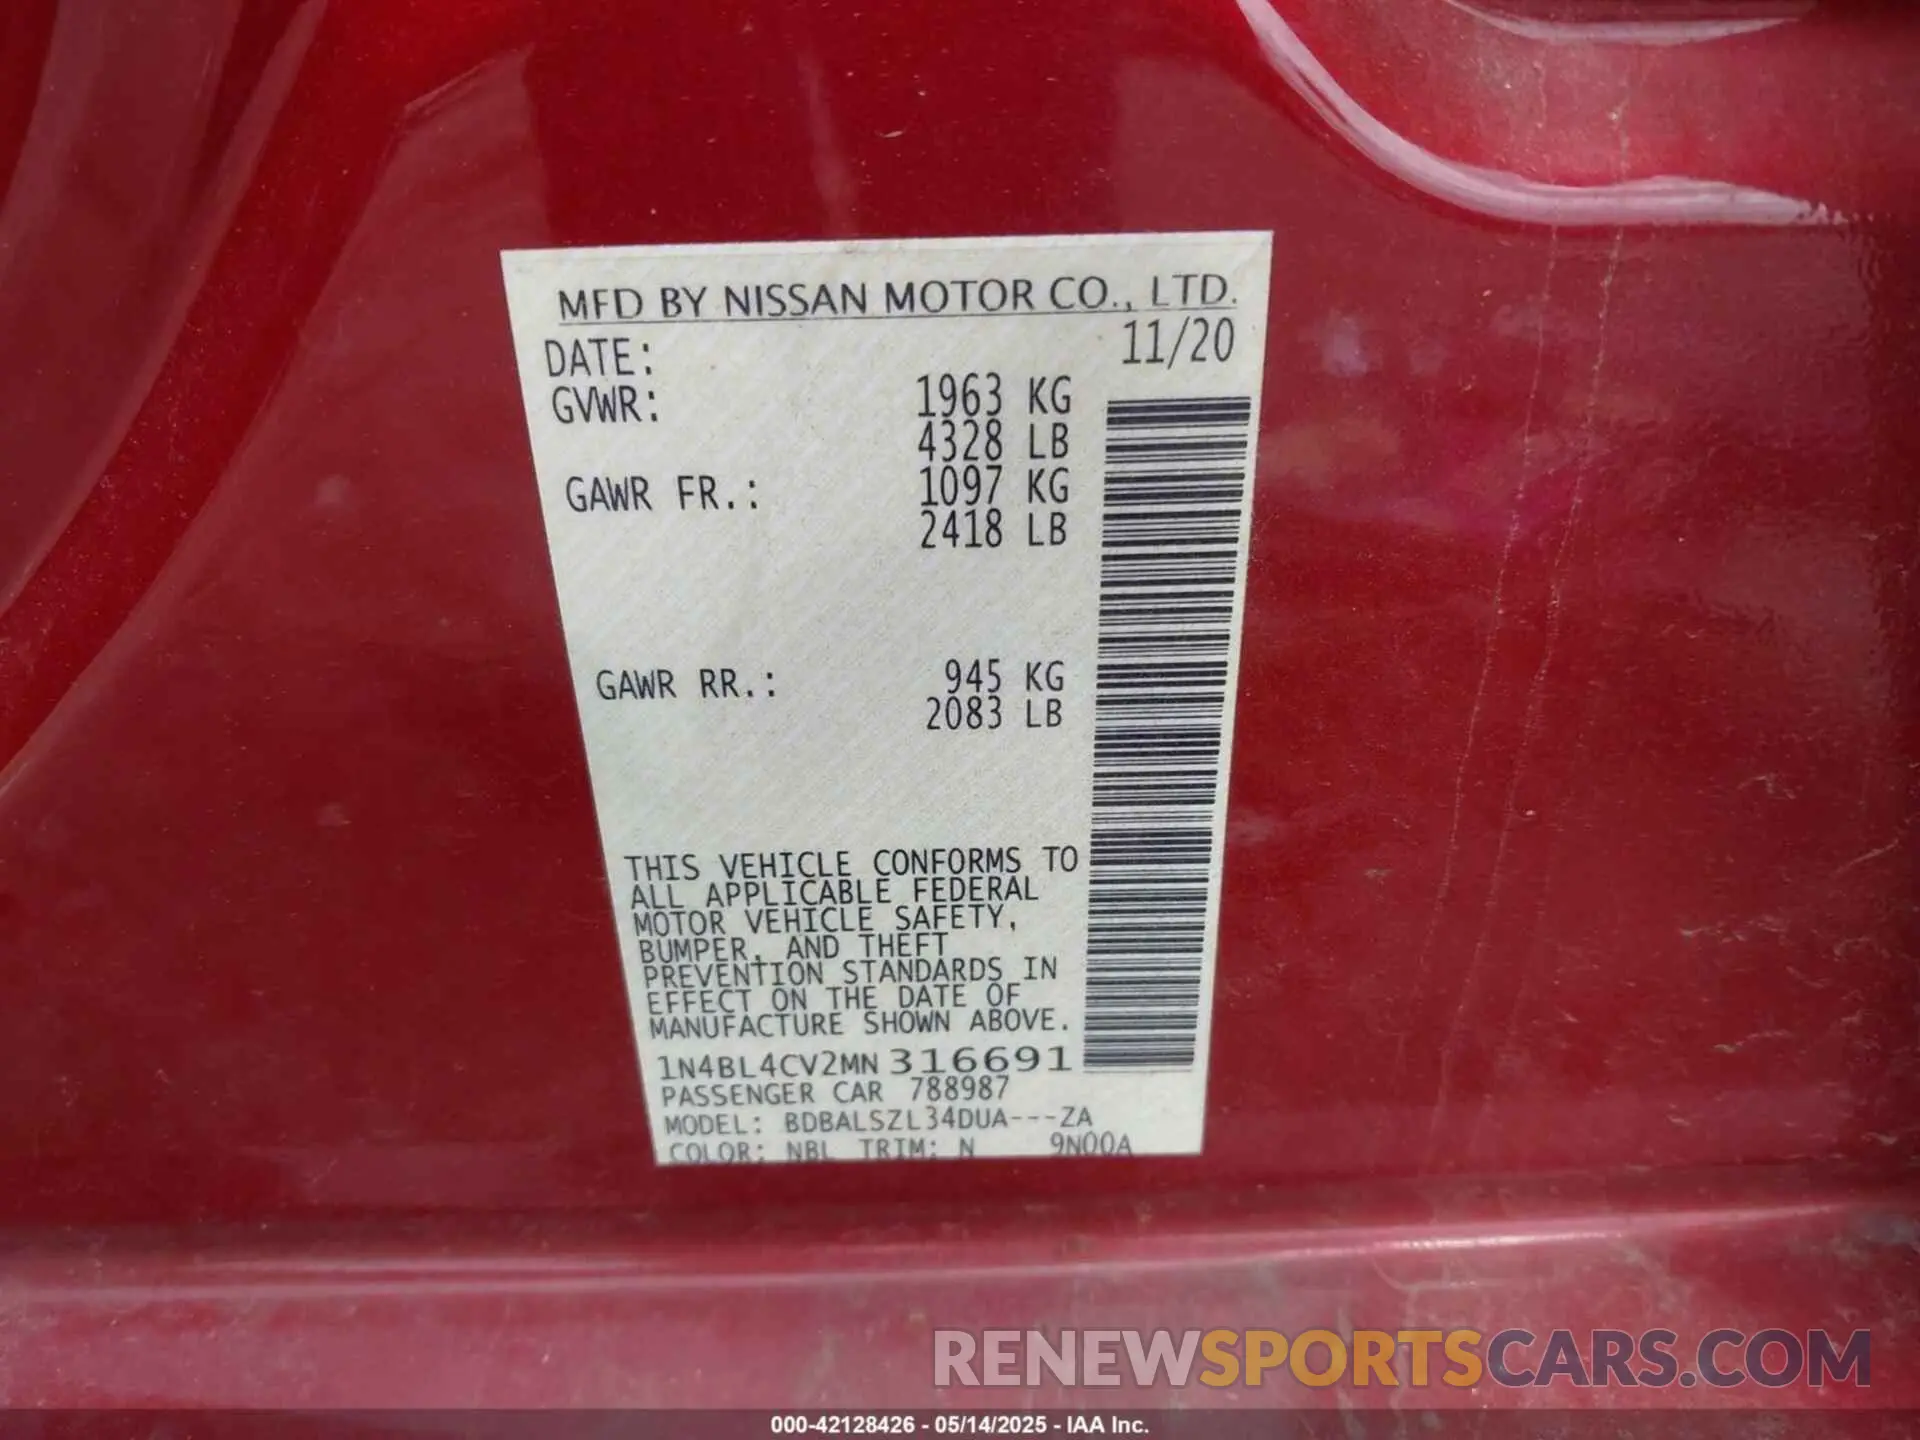 MFD BY NISSAN MOTOR CO., LTD.
DATE: 11/20
GVWR: 1963 KG
4328 LB
GAWR FR.: 1097 KG
2418 LB
GAWR RR.: 945 KG
2083 LB
THIS VEHICLE CONFORMS TO
ALL APPLICABLE FEDERAL
MOTOR VEHICLE SAFETY,
BUMPER, AND THEFT
PREVENTION STANDARDS IN
EFFECT ON THE DATE OF
MANUFACTURE SHOWN ABOVE.
1N4BL4CV2MN316691
PASSENGER CAR 788987
MODEL: BDBALSZL34DUA---ZA
COLOR: NBL TRIM: N 9N00A
RENEWSPORTSCARS.COM
000-42128426 - 05/14/2025 - IAA Inc.